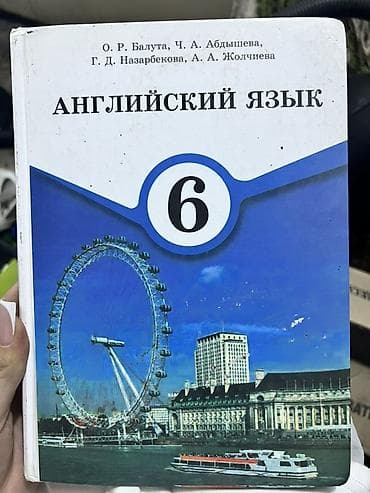 О. Р. Балута, Ч. А. Абдышева,
Г. Д. Назарбекова, А. А. Жолчиева
АНГЛИЙСКИЙ ЯЗЫК
6